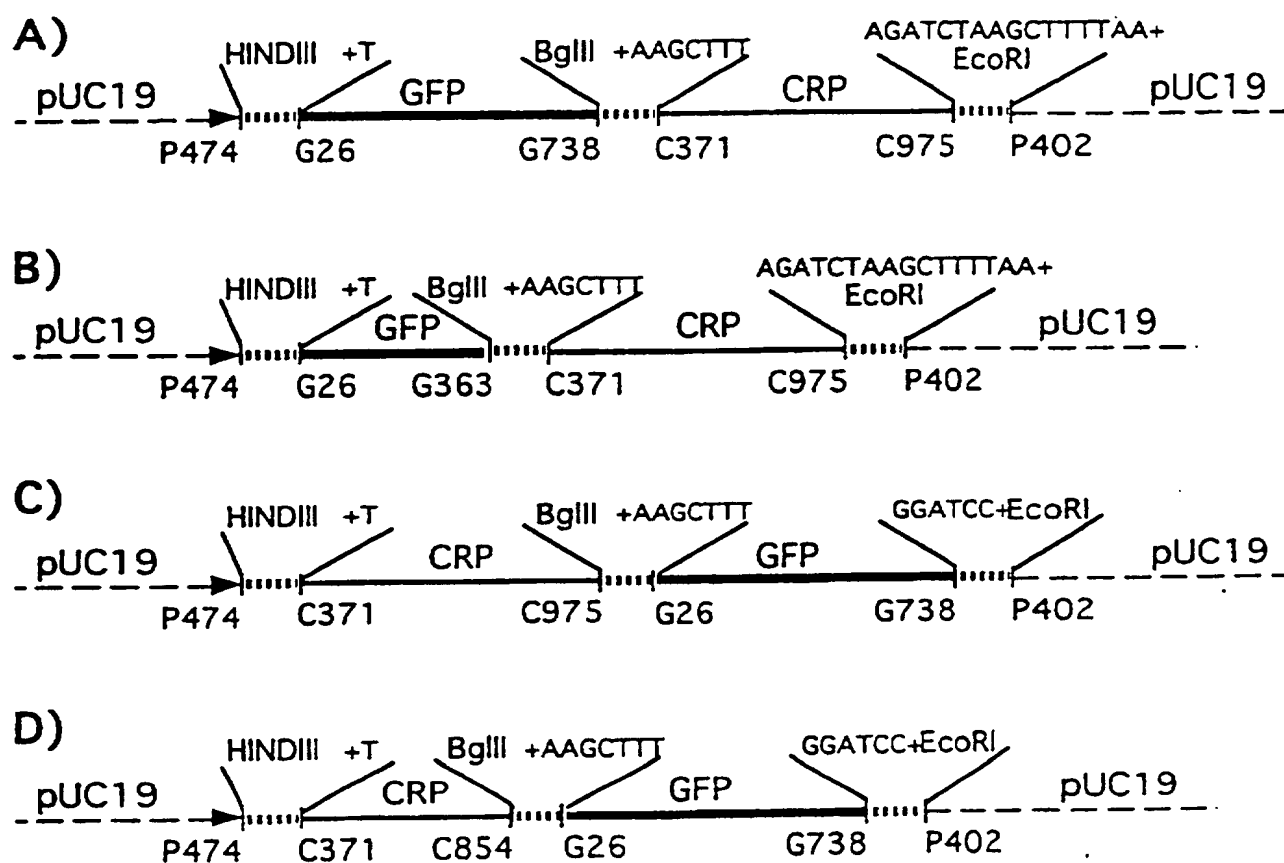 A)
HINDIII +T BglII +AAGCTTT AGATCTAAGCTTTTAA+
EcoRI
pUC19 GFP CRP pUC19
P474 G26 G738 C371 C975 P402
B)
HINDIII +T BglII +AAGCTTT AGATCTAAGCTTTTAA+
EcoRI
pUC19 GFP CRP pUC19
P474 G26 G363 C371 C975 P402
C)
HINDIII +T BglII +AAGCTTT GGATCC+EcoRI
pUC19 CRP GFP pUC19
P474 C371 C975 G26 G738 P402
D)
HINDIII +T BglII +AAGCTTT GGATCC+EcoRI
pUC19 CRP GFP pUC19
P474 C371 C854 G26 G738 P402